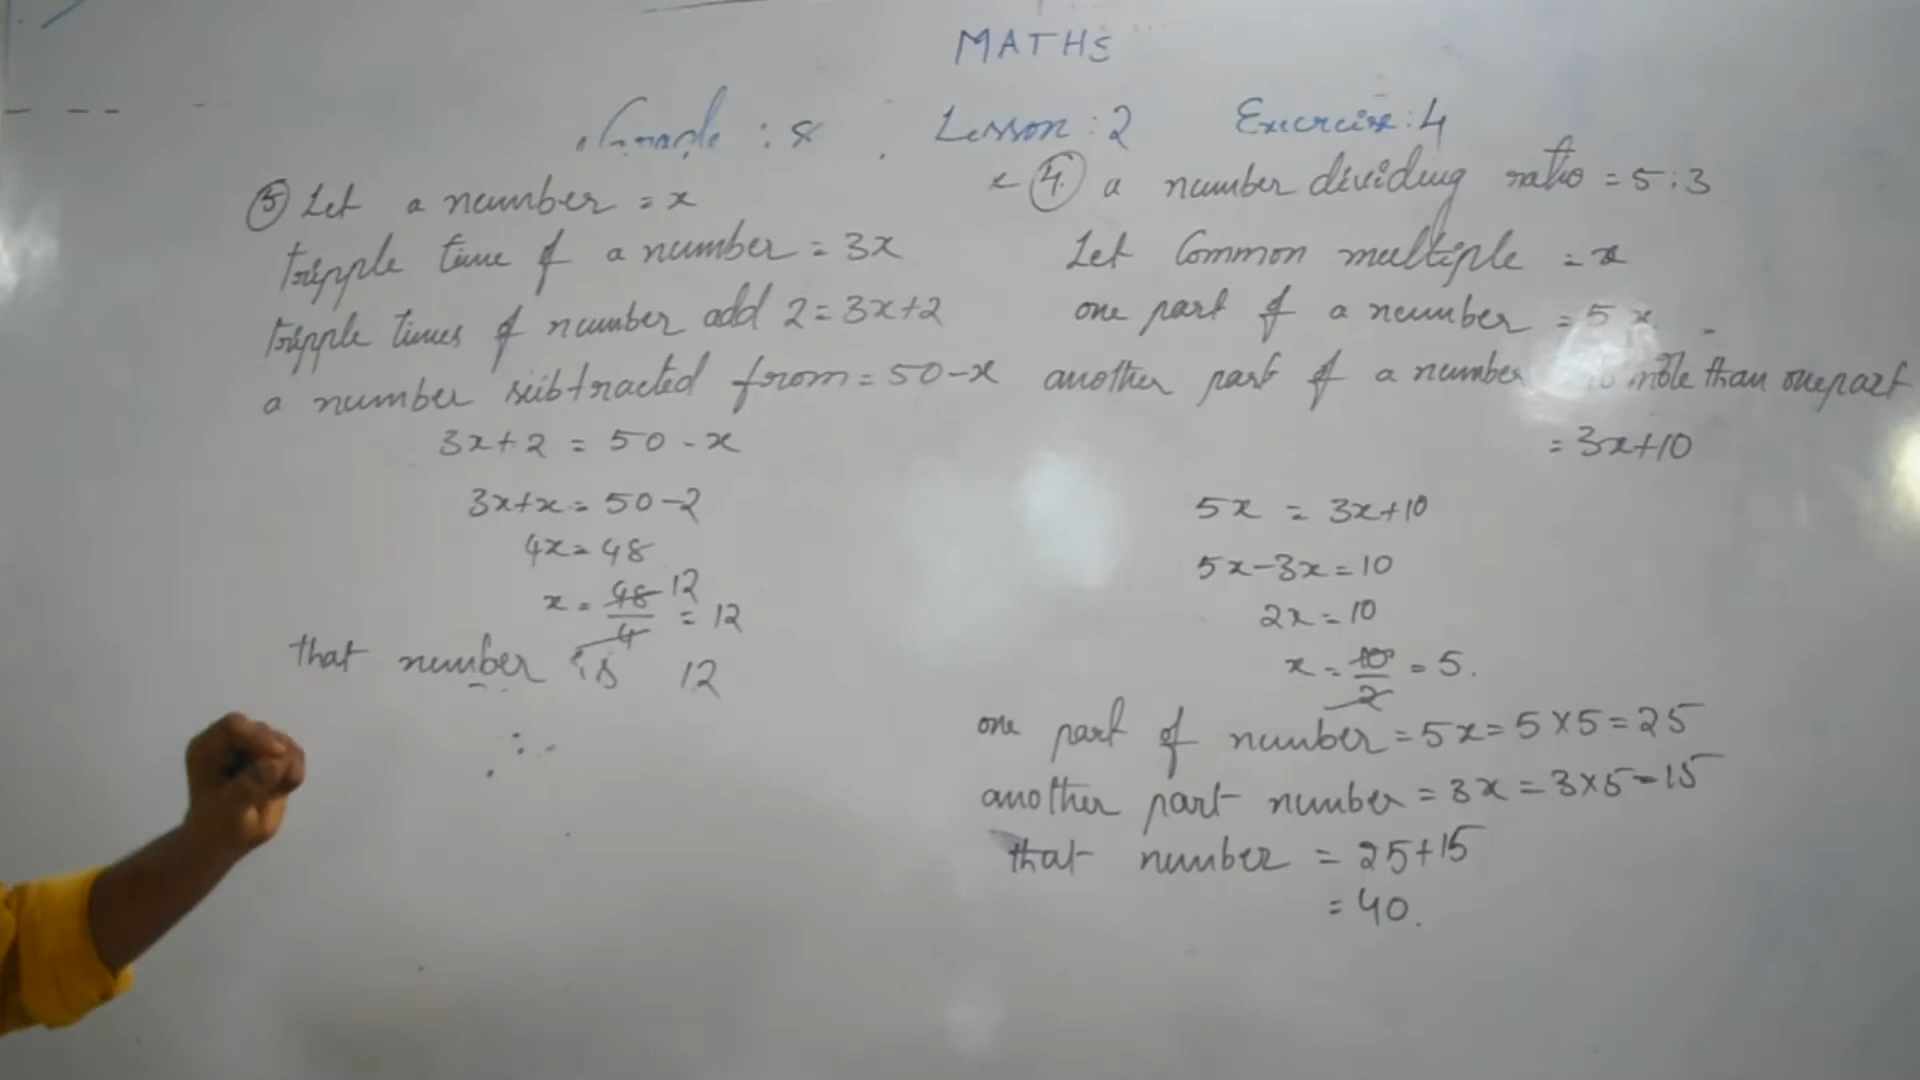 MATHS
Grade : 8 Lesson : 2 Exercise : 4
⑤ Let a number = x
tripple time of a number = 3x
tripple times of number add 2 = 3x+2
a number subtracted from = 50-x
3x+2 = 50-x
3x+x = 50-2
4x = 48
x = 48/4 12 = 12
that number is 12
④ a number dividing ratio = 5:3
Let Common multiple = x
one part of a number = 5x
another part of a number more than one part
= 3x+10
5x = 3x+10
5x-3x = 10
2x = 10
x = 10/2 = 5.
one part of number = 5x = 5×5 = 25
another part number = 3x = 3×5 = 15
that number = 25+15
= 40.